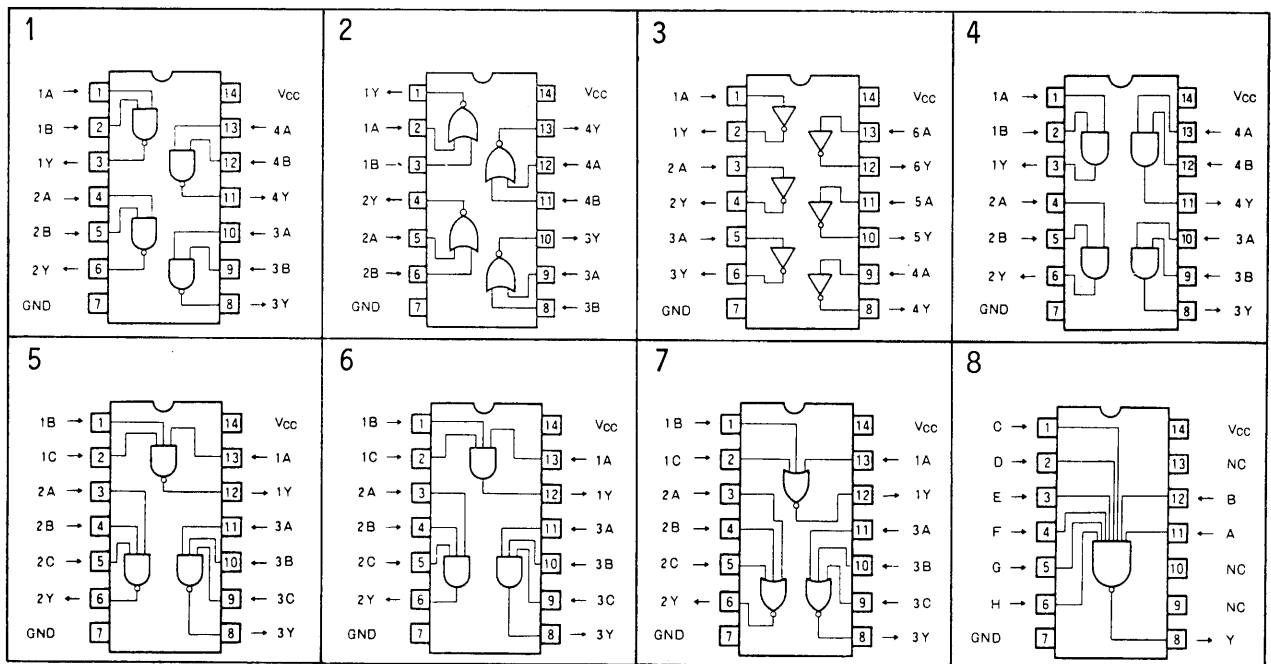 1
1A → 1 14 Vcc
1B → 2 13 ← 4A
1Y ← 3 12 ← 4B
2A → 4 11 → 4Y
2B → 5 10 ← 3A
2Y ← 6 9 ← 3B
GND 7 8 → 3Y
2
1Y ← 1 14 Vcc
1A → 2 13 → 4Y
1B → 3 12 ← 4A
2Y ← 4 11 ← 4B
2A → 5 10 → 3Y
2B → 6 9 ← 3A
GND 7 8 ← 3B
3
1A → 1 14 Vcc
1Y ← 2 13 ← 6A
2A → 3 12 → 6Y
2Y ← 4 11 ← 5A
3A → 5 10 → 5Y
3Y ← 6 9 ← 4A
GND 7 8 → 4Y
4
1A → 1 14 Vcc
1B → 2 13 ← 4A
1Y ← 3 12 ← 4B
2A → 4 11 → 4Y
2B → 5 10 ← 3A
2Y ← 6 9 ← 3B
GND 7 8 → 3Y
5
1B → 1 14 Vcc
1C → 2 13 ← 1A
2A → 3 12 → 1Y
2B → 4 11 ← 3A
2C → 5 10 ← 3B
2Y ← 6 9 ← 3C
GND 7 8 → 3Y
6
1B → 1 14 Vcc
1C → 2 13 ← 1A
2A → 3 12 → 1Y
2B → 4 11 ← 3A
2C → 5 10 ← 3B
2Y ← 6 9 ← 3C
GND 7 8 → 3Y
7
1B → 1 14 Vcc
1C → 2 13 ← 1A
2A → 3 12 → 1Y
2B → 4 11 ← 3A
2C → 5 10 ← 3B
2Y ← 6 9 ← 3C
GND 7 8 → 3Y
8
C → 1 14 Vcc
D → 2 13 NC
E → 3 12 ← B
F → 4 11 ← A
G → 5 10 NC
H → 6 9 NC
GND 7 8 → Y